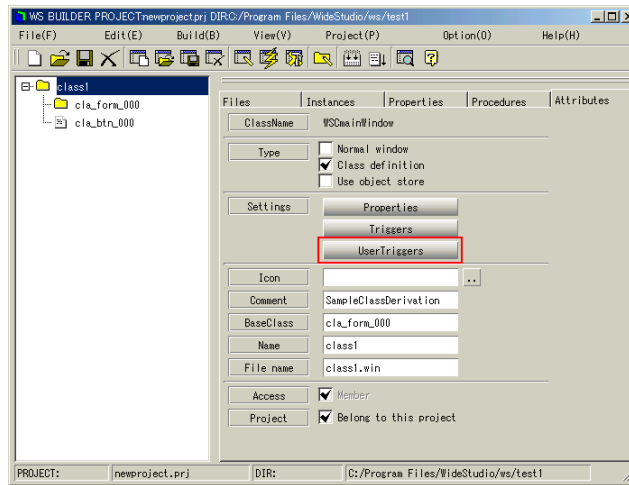 WS BUILDER PROJECT:newproject.prj DIR:C:/Program Files/WideStudio/ws/test1
File(F) Edit(E) Build(B) View(V) Project(P) Option(O) Help(H)
class1
cla_form_000
cla_btn_000
Files Instances Properties Procedures Attributes
ClassName WSCmainWindow
Type Normal window
Class definition
Use object store
Settings Properties
Triggers
UserTriggers
Icon ..
Comment SampleClassDerivation
BaseClass cla_form_000
Name class1
File name class1.win
Access Member
Project Belong to this project
PROJECT: newproject.prj DIR: C:/Program Files/WideStudio/ws/test1